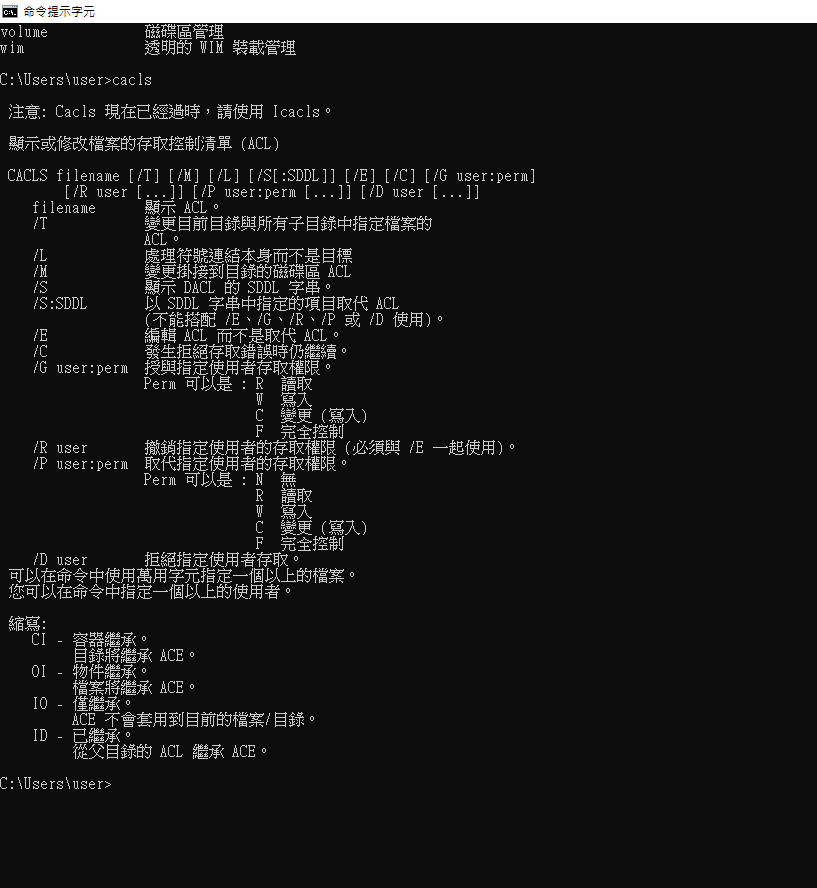 命令提示字元
volume            磁碟區管理
wim               透明的 WIM 裝載管理
C:\Users\user>cacls
注意: Cacls 現在已經過時，請使用 Icacls。
顯示或修改檔案的存取控制清單 (ACL)
CACLS filename [/T] [/M] [/L] [/S[:SDDL]] [/E] [/C] [/G user:perm]
       [/R user [...]] [/P user:perm [...]] [/D user [...]]
   filename      顯示 ACL。
   /T            變更目前目錄與所有子目錄中指定檔案的
                 ACL。
   /L            處理符號連結本身而不是目標
   /M            變更掛接到目錄的磁碟區 ACL
   /S            顯示 DACL 的 SDDL 字串。
   /S:SDDL       以 SDDL 字串中指定的項目取代 ACL
                 (不能搭配 /E、/G、/R、/P 或 /D 使用)。
   /E            編輯 ACL 而不是取代 ACL。
   /C            發生拒絕存取錯誤時仍繼續。
   /G user:perm  授與指定使用者存取權限。
                 Perm 可以是 : R  讀取
                               W  寫入
                               C  變更 (寫入)
                               F  完全控制
   /R user       撤銷指定使用者的存取權限 (必須與 /E 一起使用)。
   /P user:perm  取代指定使用者的存取權限。
                 Perm 可以是 : N  無
                               R  讀取
                               W  寫入
                               C  變更 (寫入)
                               F  完全控制
   /D user       拒絕指定使用者存取。
可以在命令中使用萬用字元指定一個以上的檔案。
您可以在命令中指定一個以上的使用者。
縮寫:
   CI - 容器繼承。
        目錄將繼承 ACE。
   OI - 物件繼承。
        檔案將繼承 ACE。
   IO - 僅繼承。
        ACE 不會套用到目前的檔案/目錄。
   ID - 已繼承。
        從父目錄的 ACL 繼承 ACE。
C:\Users\user>